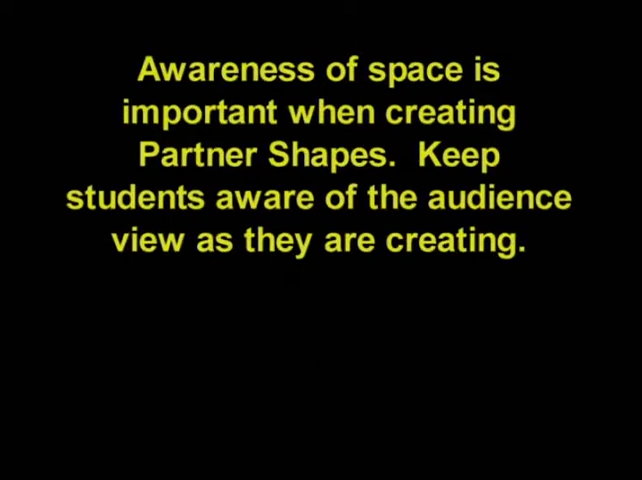 Awareness of space is
important when creating
Partner Shapes.  Keep
students aware of the audience
view as they are creating.